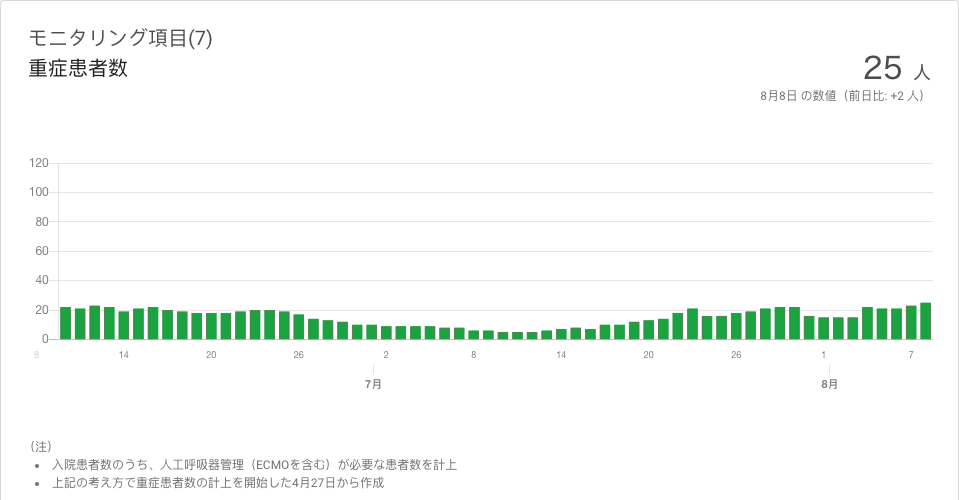 モニタリング項目(7)
重症患者数
25 人
8月8日 の数値（前日比: +2 人）
120
100
80
60
40
20
0
8 14 20 26 2 8 14 20 26 1 7
7月 8月
（注）
• 入院患者数のうち、人工呼吸器管理（ECMOを含む）が必要な患者数を計上
• 上記の考え方で重症患者数の計上を開始した4月27日から作成